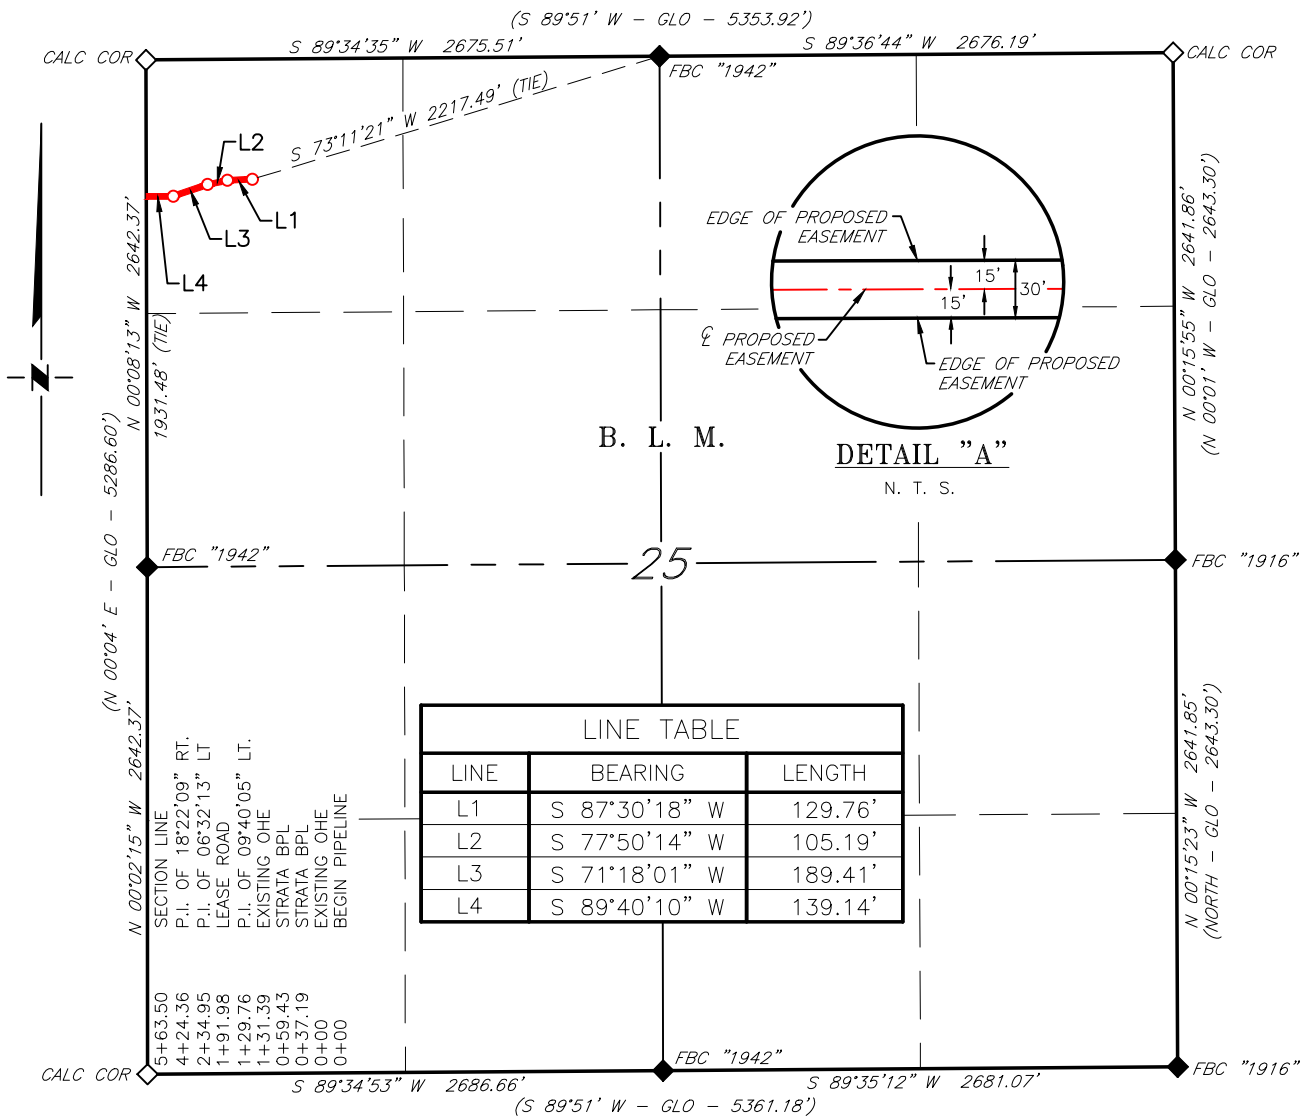 (S 89°51' W - GLO - 5353.92')
S 89°34'35" W 2675.51'
S 89°36'44" W 2676.19'
CALC COR
FBC "1942"
CALC COR
S 73°11'21" W 2217.49' (TIE)
L2
L1
L3
L4
N 00°08'13" W 2642.37'
1931.48' (TIE)
(N 00°04' E - GLO - 5286.60')
N
N 00°15'55" W 2641.86'
(N 00°01' W - GLO - 2643.30')
EDGE OF PROPOSED
EASEMENT
15'
15'
30'
℄ PROPOSED
EASEMENT
EDGE OF PROPOSED
EASEMENT
DETAIL "A"
N. T. S.
B. L. M.
FBC "1942"
25
FBC "1916"
N 00°02'15" W 2642.37'
N 00°15'23" W 2641.85'
(NORTH - GLO - 2643.30')
LINE TABLE
LINE BEARING LENGTH
L1 S 87°30'18" W 129.76'
L2 S 77°50'14" W 105.19'
L3 S 71°18'01" W 189.41'
L4 S 89°40'10" W 139.14'
5+63.50 SECTION LINE
4+24.36 P.I. OF 18°22'09" RT.
2+34.95 P.I. OF 06°32'13" LT
1+91.98 LEASE ROAD
1+29.76 P.I. OF 09°40'05" LT.
1+31.39 EXISTING OHE
0+59.43 STRATA BPL
0+37.19 STRATA BPL
0+00 EXISTING OHE
0+00 BEGIN PIPELINE
CALC COR
FBC "1942"
FBC "1916"
S 89°34'53" W 2686.66'
S 89°35'12" W 2681.07'
(S 89°51' W - GLO - 5361.18')